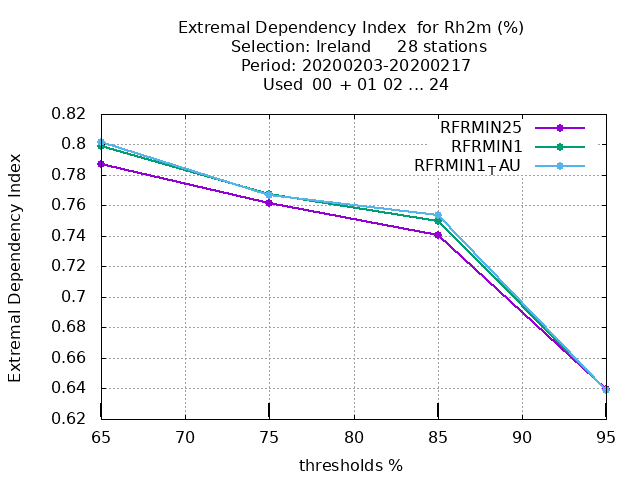 Extremal Dependency Index  for Rh2m (%)
Selection: Ireland     28 stations
Period: 20200203-20200217
Used  00 + 01 02 ... 24
RFRMIN25
RFRMIN1
RFRMIN1TAU
Extremal Dependency Index
0.82
0.8
0.78
0.76
0.74
0.72
0.7
0.68
0.66
0.64
0.62
65 70 75 80 85 90 95
thresholds %